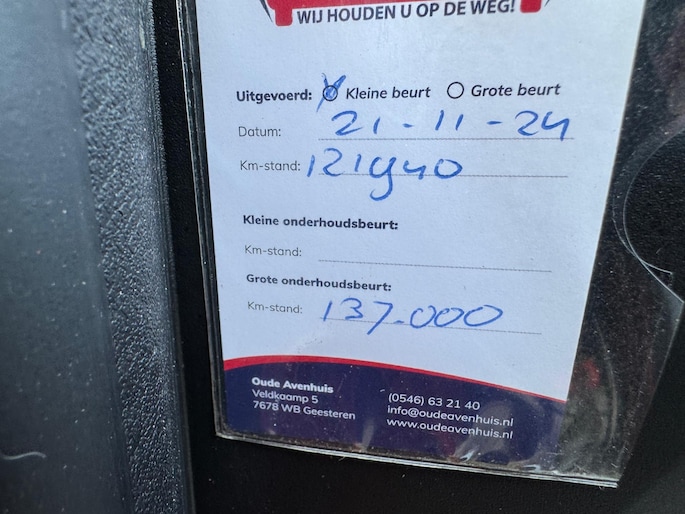 WIJ HOUDEN U OP DE WEG!
Uitgevoerd: Kleine beurt Grote beurt
Datum: 21-11-24
Km-stand: 121940
Kleine onderhoudsbeurt:
Km-stand:
Grote onderhoudsbeurt:
Km-stand: 137.000
Oude Avenhuis
Veldkaamp 5
7678 WB Geesteren
(0546) 63 21 40
info@oudeavenhuis.nl
www.oudeavenhuis.nl